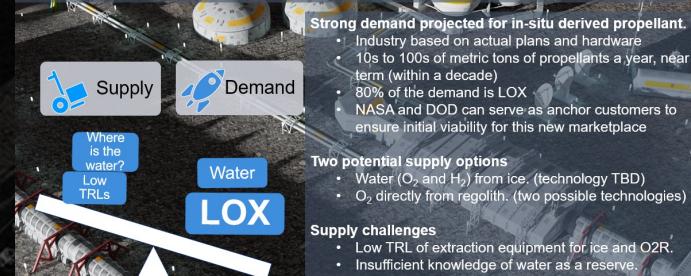 Supply
Demand
Where
is the
water?
Low
TRLs
Water
LOX
Strong demand projected for in-situ derived propellant.
• Industry based on actual plans and hardware
• 10s to 100s of metric tons of propellants a year, near
term (within a decade)
• 80% of the demand is LOX
• NASA and DOD can serve as anchor customers to
ensure initial viability for this new marketplace
Two potential supply options
• Water (O₂ and H₂) from ice. (technology TBD)
• O₂ directly from regolith. (two possible technologies)
Supply challenges
• Low TRL of extraction equipment for ice and O2R.
• Insufficient knowledge of water as a reserve.